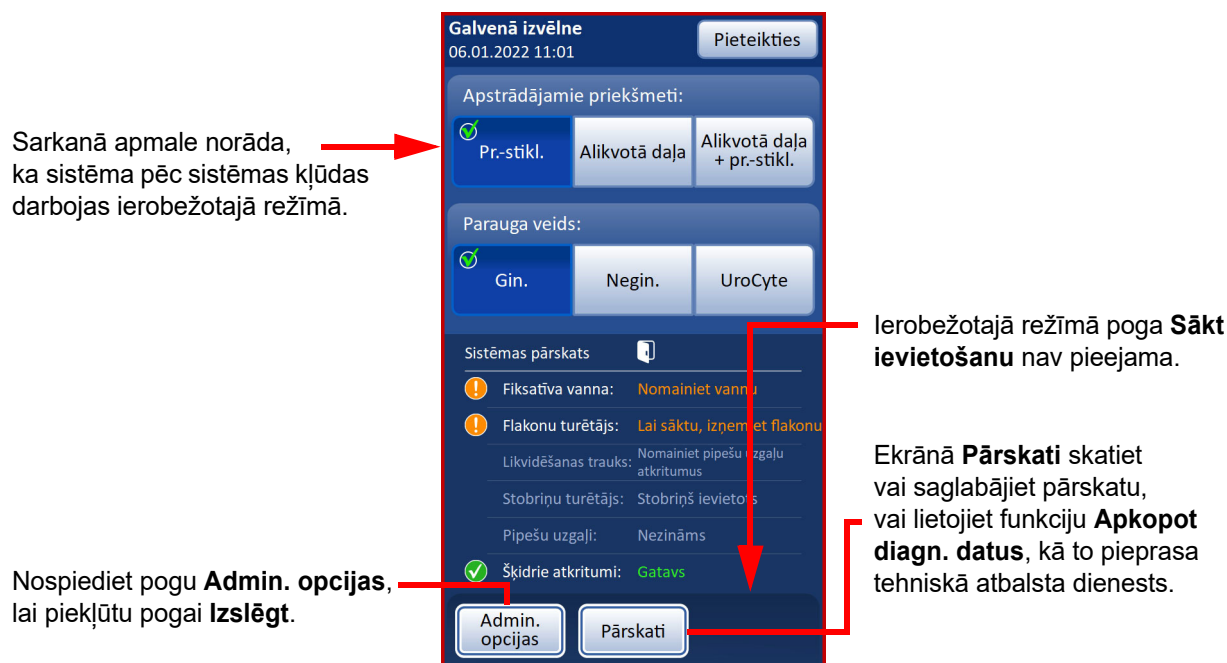 Galvenā izvēlne
06.01.2022 11:01
Pieteikties
Apstrādājamie priekšmeti:
Pr.-stikl.
Alikvotā daļa
Alikvotā daļa
+ pr.-stikl.
Parauga veids:
Gin.
Negin.
UroCyte
Sistēmas pārskats
Fiksatīva vanna: Nomainiet vannu
Flakonu turētājs: Lai sāktu, izņemiet flakonu
Likvidēšanas trauks: Nomainiet pipešu uzgaļu
atkritumus
Stobriņu turētājs: Stobriņš ievietots
Pipešu uzgaļi: Nezināms
Šķidrie atkritumi: Gatavs
Admin.
opcijas
Pārskati
Sarkanā apmale norāda,
ka sistēma pēc sistēmas kļūdas
darbojas ierobežotajā režīmā.
Nospiediet pogu Admin. opcijas,
lai piekļūtu pogai Izslēgt.
Ierobežotajā režīmā poga Sākt
ievietošanu nav pieejama.
Ekrānā Pārskati skatiet
vai saglabājiet pārskatu,
vai lietojiet funkciju Apkopot
diagn. datus, kā to pieprasa
tehniskā atbalsta dienests.